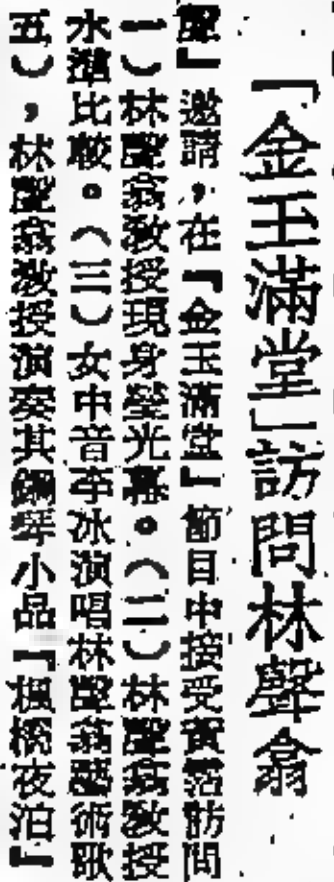 「金玉滿堂」訪問林聲翕
聲』邀請，在『金玉滿堂』節目中接受賓訪問
一）林聲翕教授現身螢光幕。（二）林聲翕教授
水準比較。（三）女中音李冰演唱林聲翕藝術歌
五），林聲翕教授演奏其鋼琴小品『楓橋夜泊』